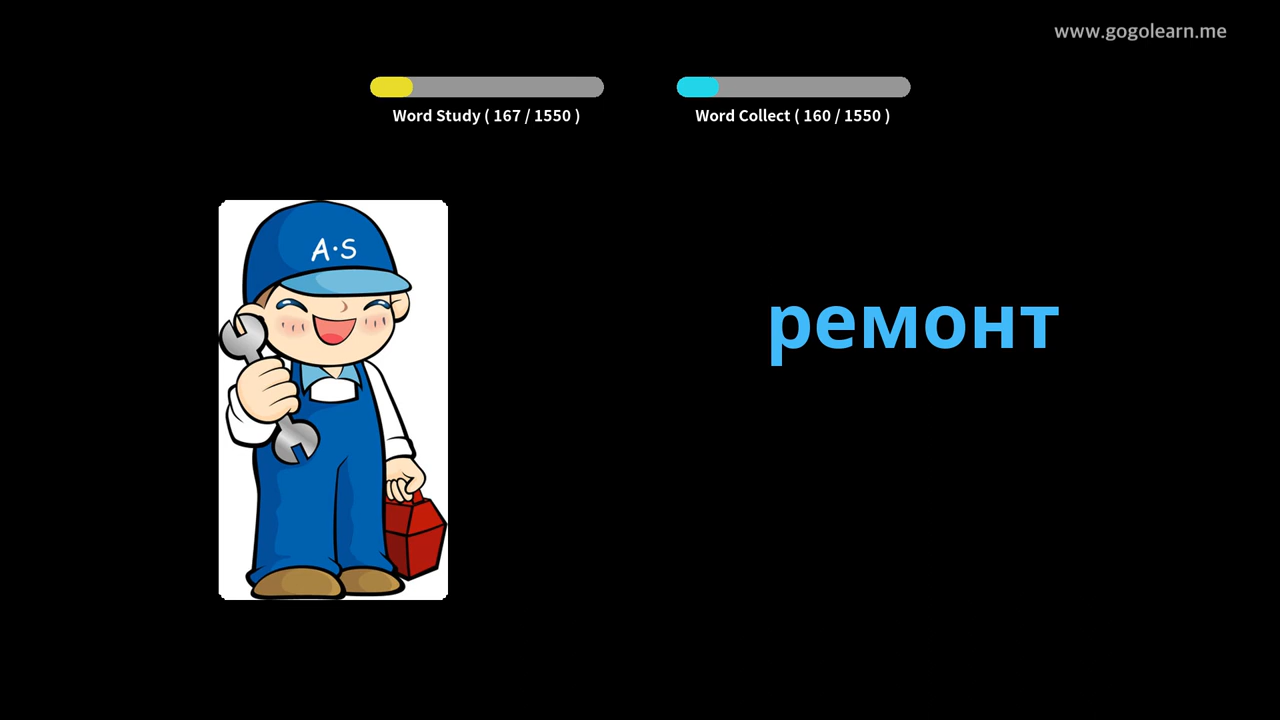 www.gogolearn.me
Word Study ( 167 / 1550 )
Word Collect ( 160 / 1550 )
A·S
ремонт